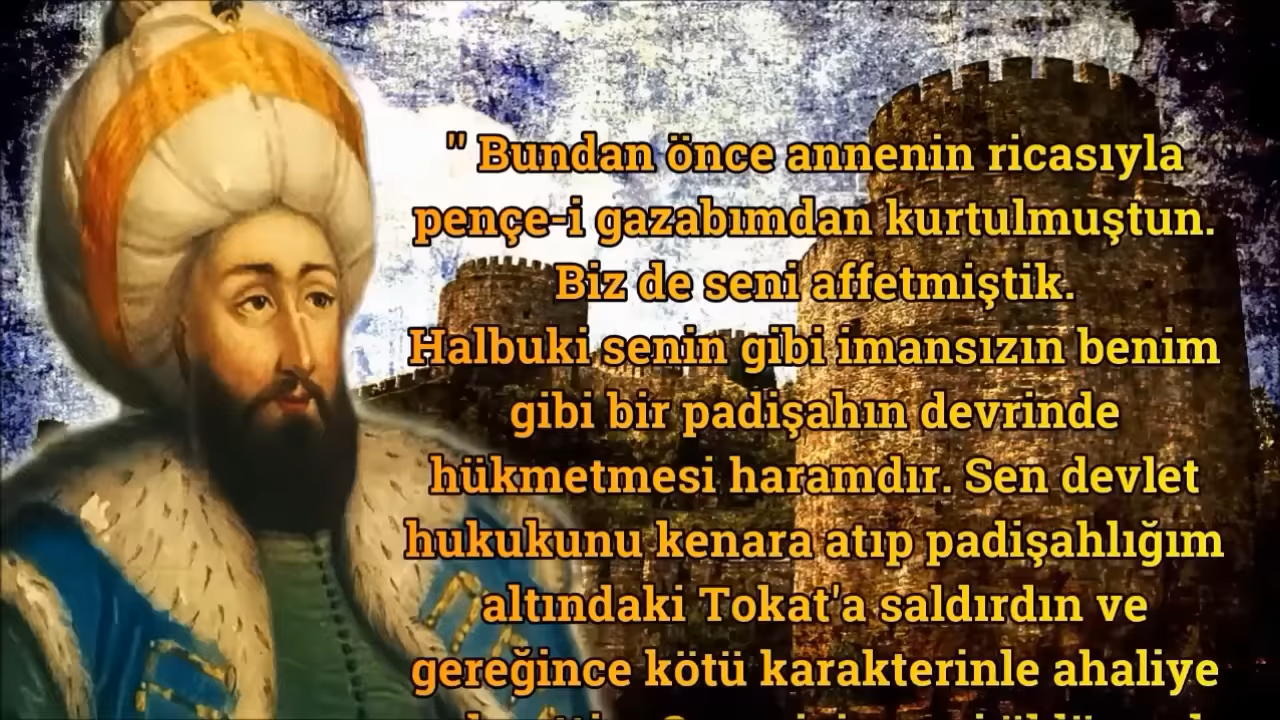 " Bundan önce annenin ricasıyla
pençe-i gazabımdan kurtulmuştun.
Biz de seni affetmiştik.
Halbuki senin gibi imansızın benim
gibi bir padişahın devrinde
hükmetmesi haramdır. Sen devlet
hukukunu kenara atıp padişahlığım
altındaki Tokat'a saldırdın ve
gereğince kötü karakterinle ahaliye